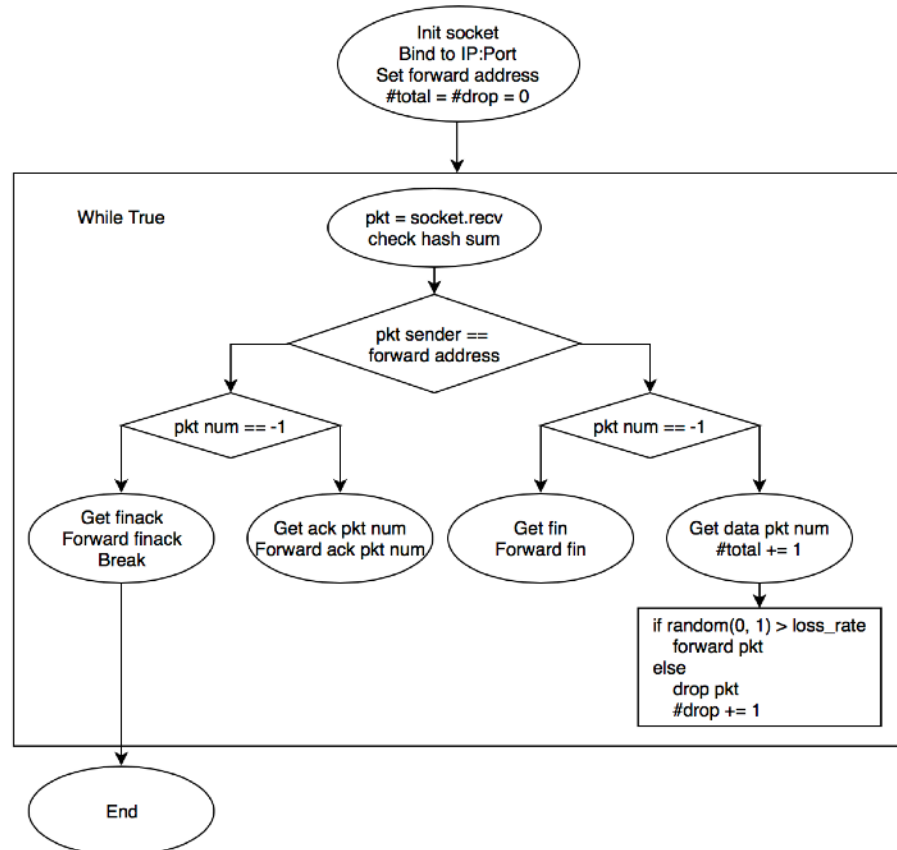 Init socket
Bind to IP:Port
Set forward address
#total = #drop = 0
While True
pkt = socket.recv
check hash sum
pkt sender ==
forward address
pkt num == -1
pkt num == -1
Get finack
Forward finack
Break
Get ack pkt num
Forward ack pkt num
Get fin
Forward fin
Get data pkt num
#total += 1
if random(0, 1) > loss_rate
forward pkt
else
drop pkt
#drop += 1
End